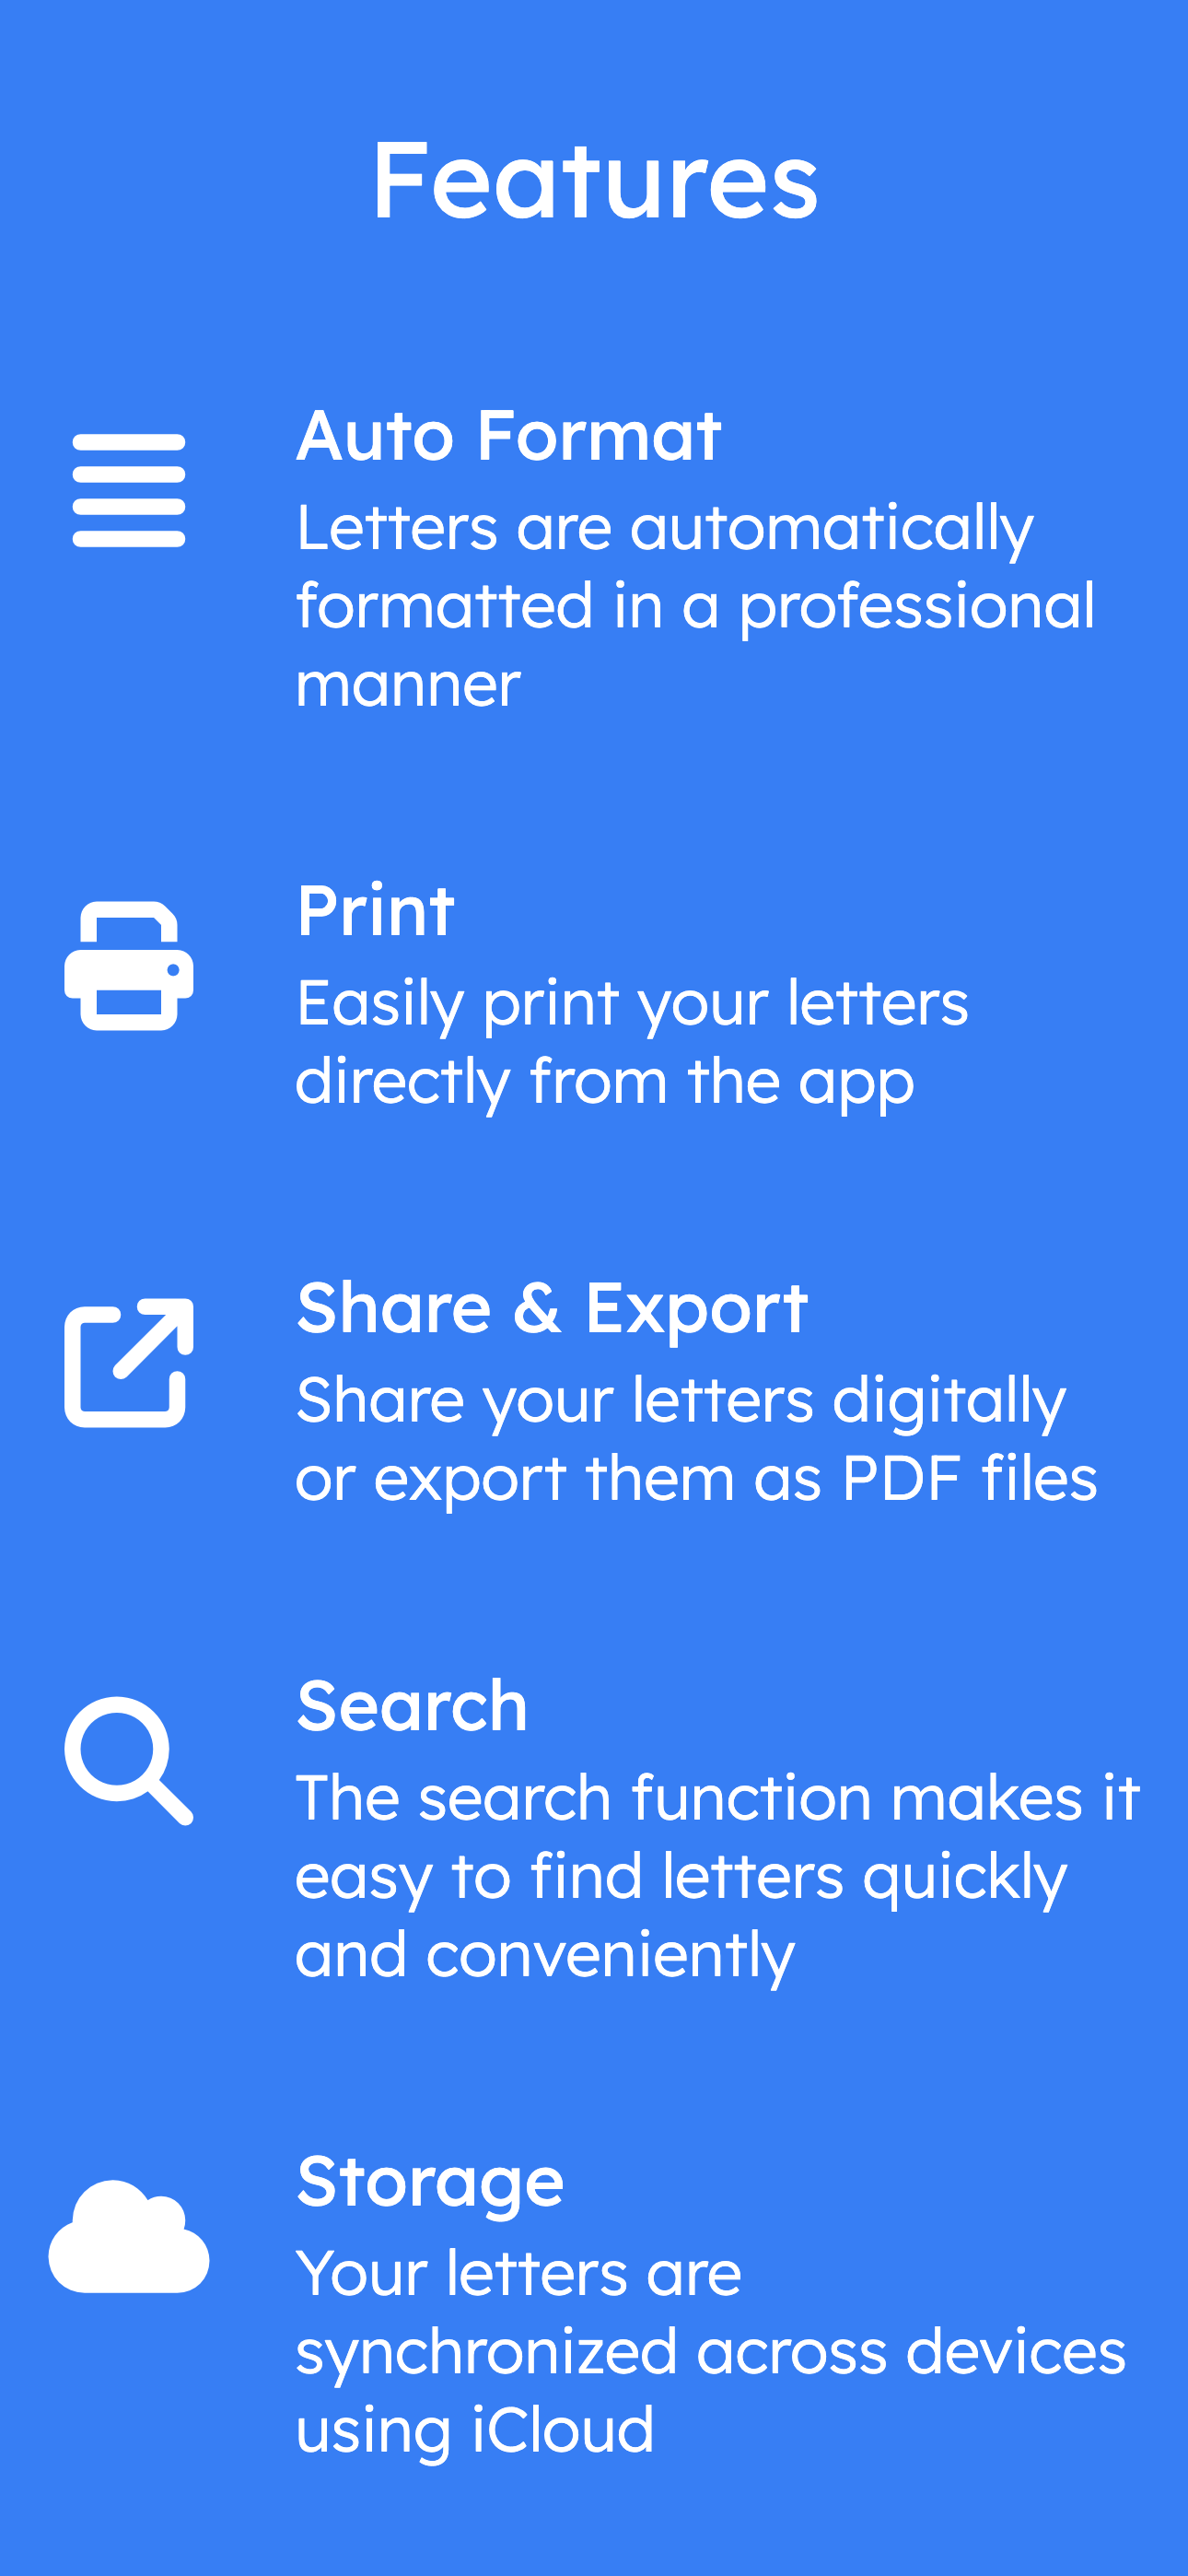 Features
Auto Format
Letters are automatically
formatted in a professional
manner
Print
Easily print your letters
directly from the app
Share & Export
Share your letters digitally
or export them as PDF files
Search
The search function makes it
easy to find letters quickly
and conveniently
Storage
Your letters are
synchronized across devices
using iCloud